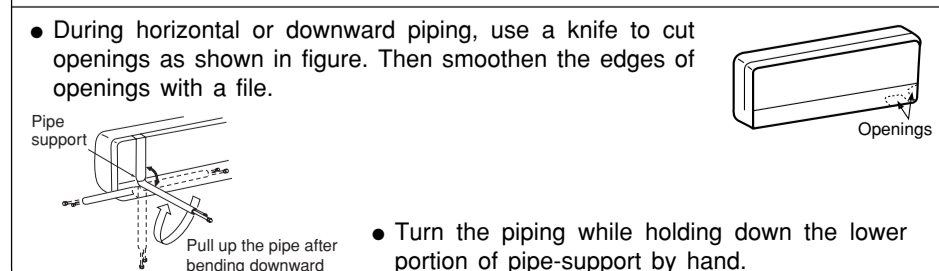 ● During horizontal or downward piping, use a knife to cut
openings as shown in figure. Then smoothen the edges of
openings with a file.
Openings
Pipe
support
Pull up the pipe after
bending downward
● Turn the piping while holding down the lower
portion of pipe-support by hand.